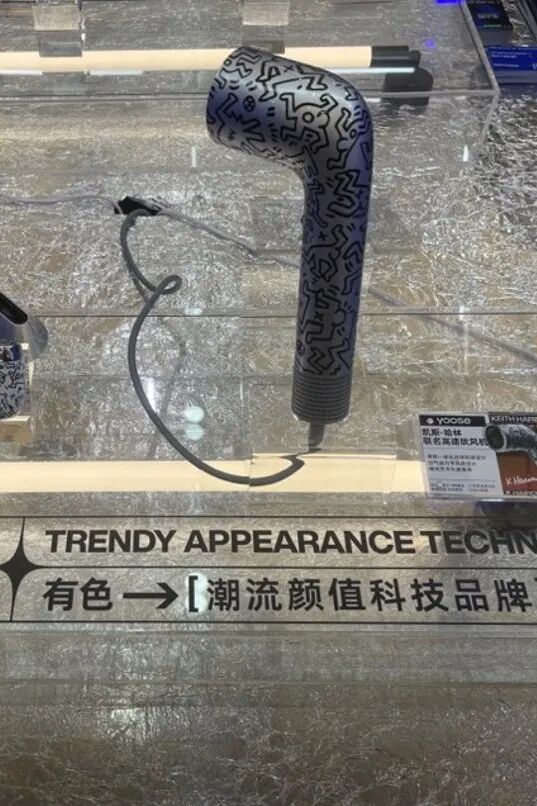 yoose
KEITH HAR
凯斯·哈林
联名高速吹风机
TRENDY APPEARANCE TECHN
有色→[潮流颜值科技品牌]